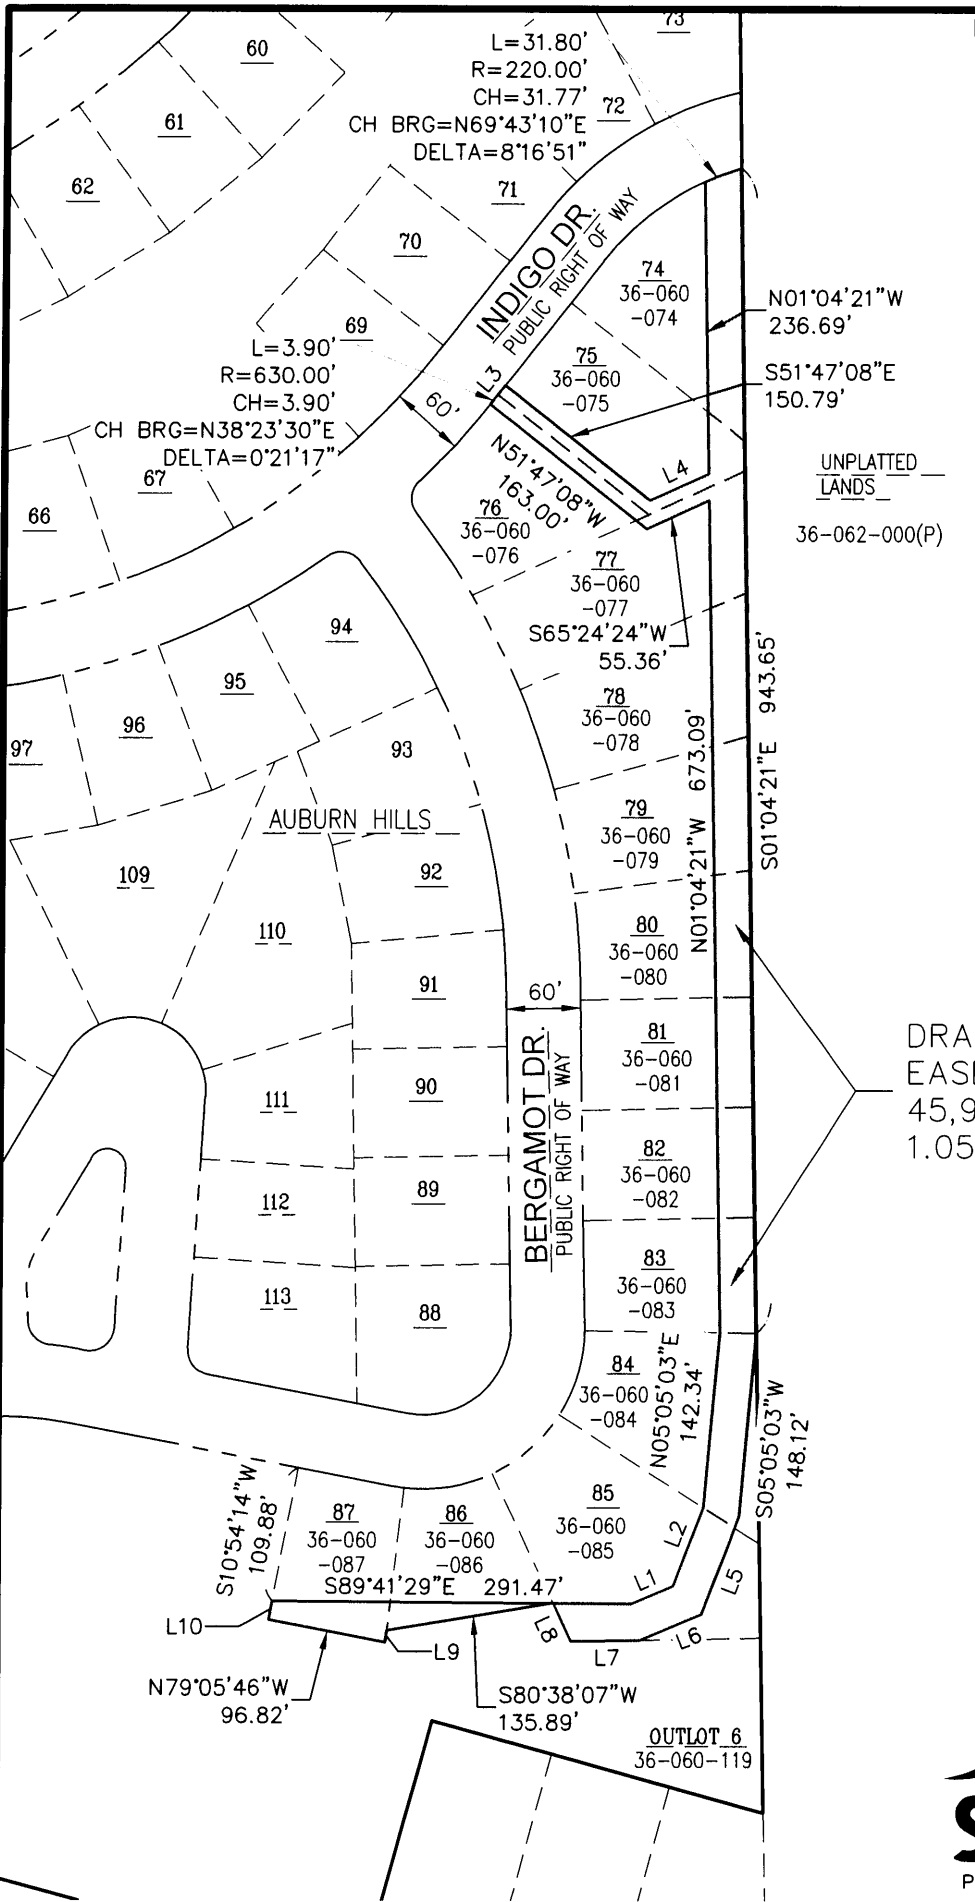 73
60
L=31.80'
R=220.00'
CH=31.77'
CH BRG=N69°43'10"E
DELTA=8°16'51"
72
61
62
71
70
INDIGO DR.
PUBLIC RIGHT OF WAY
74
36-060
-074
N01°04'21"W
236.69'
69
L=3.90'
R=630.00'
CH=3.90'
CH BRG=N38°23'30"E
DELTA=0°21'17"
L3
75
36-060
-075
S51°47'08"E
150.79'
60'
N51°47'08"W
163.00'
L4
UNPLATTED
LANDS
36-062-000(P)
67
66
76
36-060
-076
77
36-060
-077
S65°24'24"W
55.36'
94
95
96
97
93
78
36-060
-078
N01°04'21"W 673.09'
S01°04'21"E 943.65'
AUBURN HILLS
79
36-060
-079
109
92
110
80
36-060
-080
91
60'
BERGAMOT DR.
PUBLIC RIGHT OF WAY
81
36-060
-081
DRA
EAS
45,9
1.05
111
90
82
36-060
-082
112
89
83
36-060
-083
113
88
84
36-060
-084
N05°05'03"E
142.34'
S05°05'03"W
148.12'
S10°54'14"W
109.88'
87
36-060
-087
86
36-060
-086
85
36-060
-085
L2
L1
L5
S89°41'29"E 291.47'
L10
L9
L8
L7
L6
N79°05'46"W
96.82'
S80°38'07"W
135.89'
OUTLOT 6
36-060-119
P